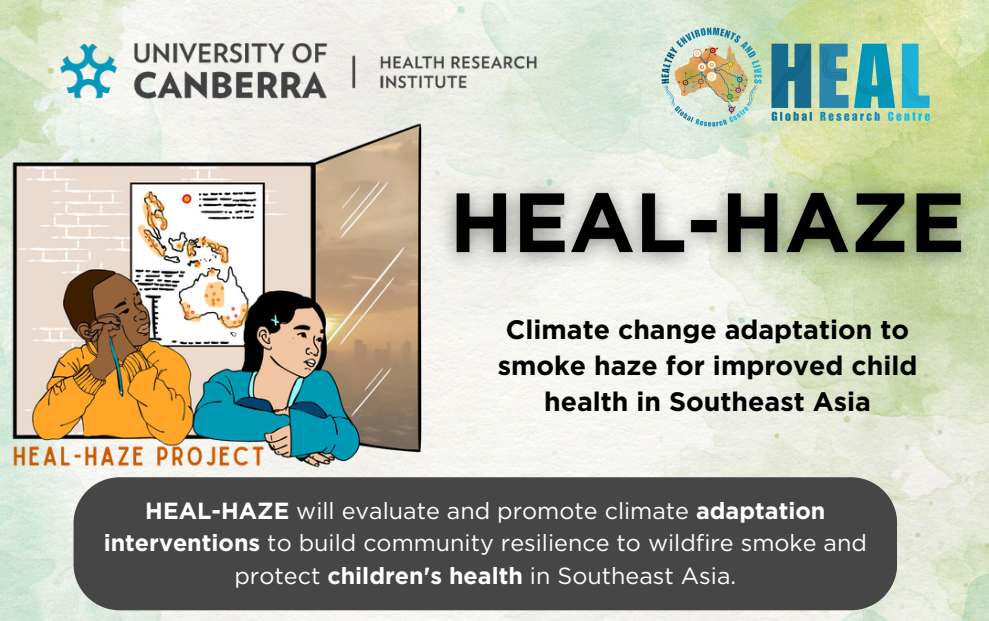 UNIVERSITY OF
CANBERRA
HEALTH RESEARCH
INSTITUTE
HEALTHY ENVIRONMENTS AND LIVES
Global Research Centre
HEAL
Global Research Centre
HEAL-HAZE
Climate change adaptation to
smoke haze for improved child
health in Southeast Asia
HEAL-HAZE PROJECT
HEAL-HAZE will evaluate and promote climate adaptation
interventions to build community resilience to wildfire smoke and
protect children's health in Southeast Asia.